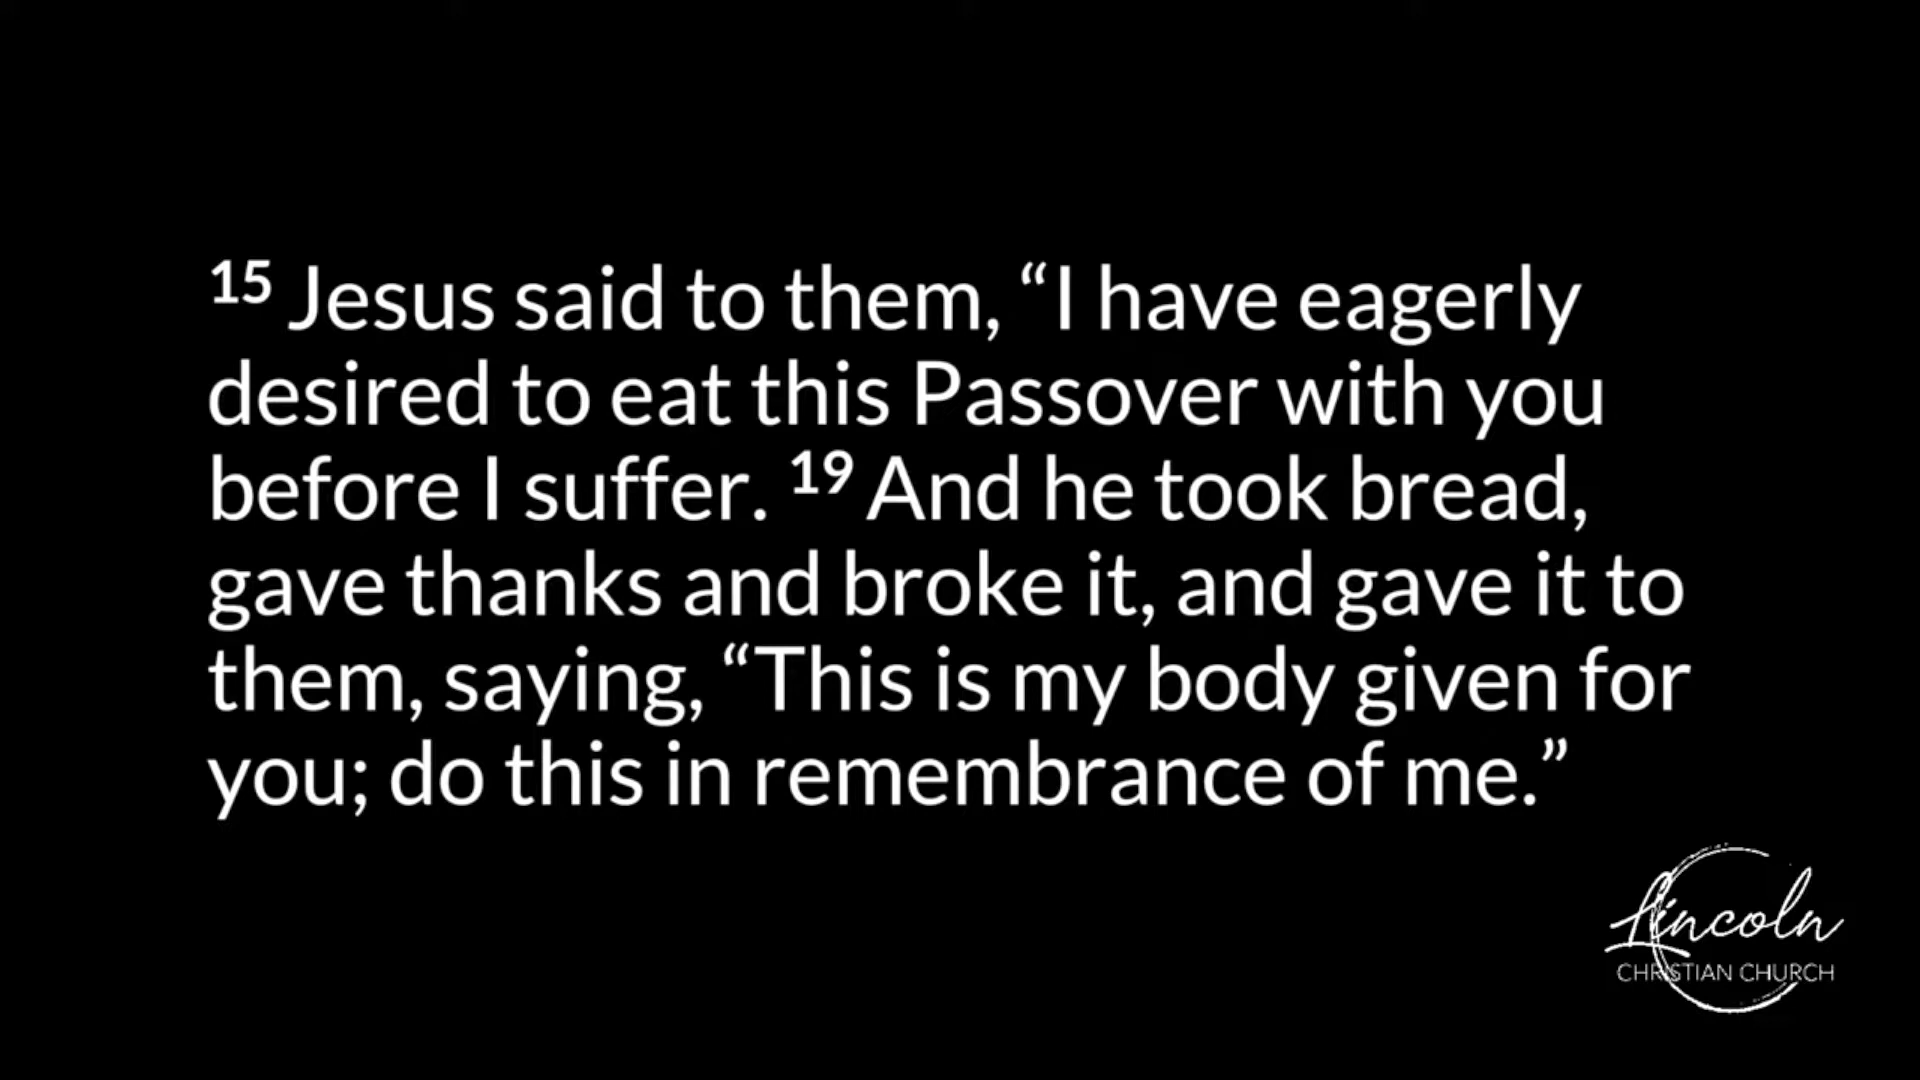 15 Jesus said to them, “I have eagerly
desired to eat this Passover with you
before I suffer. 19 And he took bread,
gave thanks and broke it, and gave it to
them, saying, “This is my body given for
you; do this in remembrance of me.”
Lincoln
CHRISTIAN CHURCH